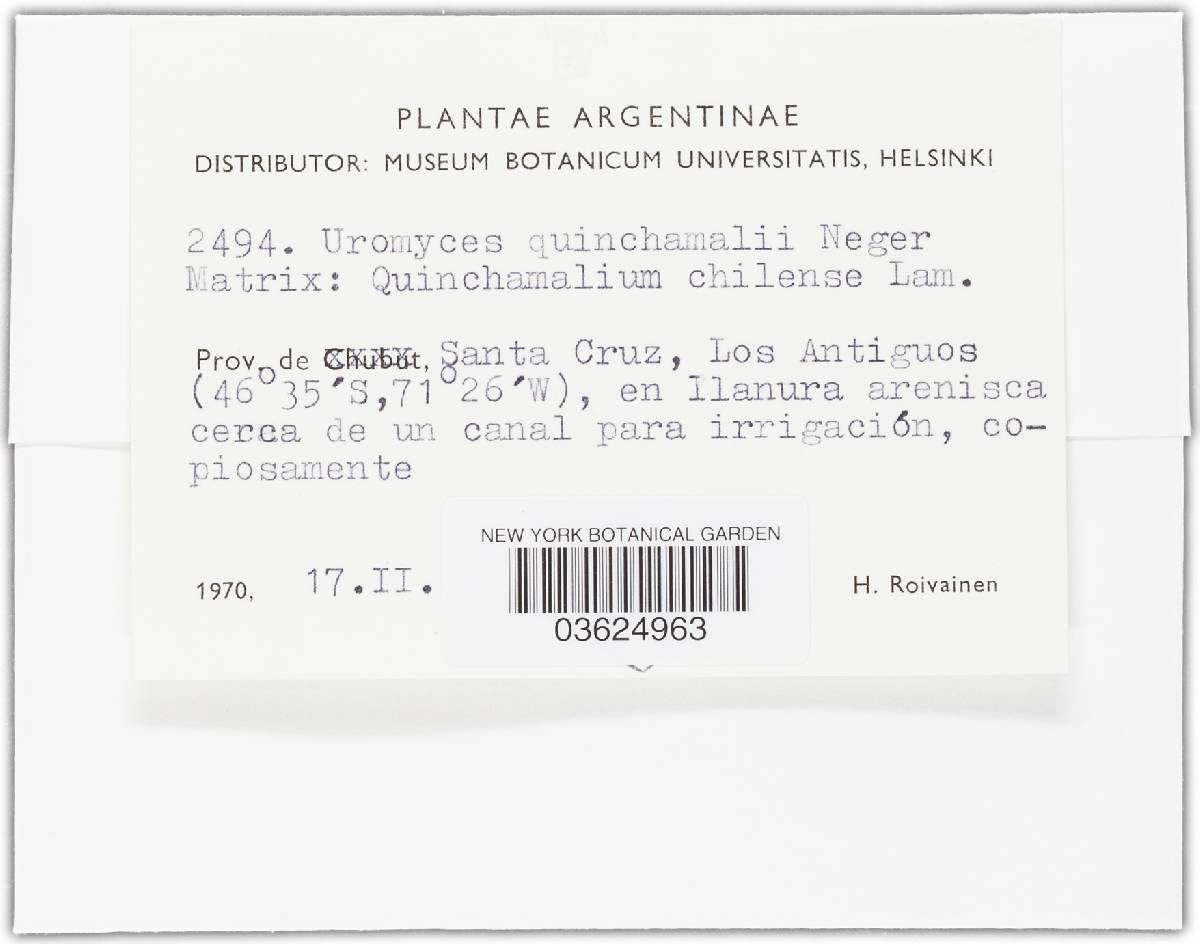 PLANTAE ARGENTINAE
DISTRIBUTOR: MUSEUM BOTANICUM UNIVERSITATIS, HELSINKI
2494. Uromyces quinchamalii Neger
Matrix: Quinchamalium chilense Lam.
Prov. de Chubut, Santa Cruz, Los Antiguos
(46°35´S,71°26´W), en llanura arenisca
cerca de un canal para irrigación, co-
piosamente
NEW YORK BOTANICAL GARDEN
1970, 17.II.
H. Roivainen
03624963